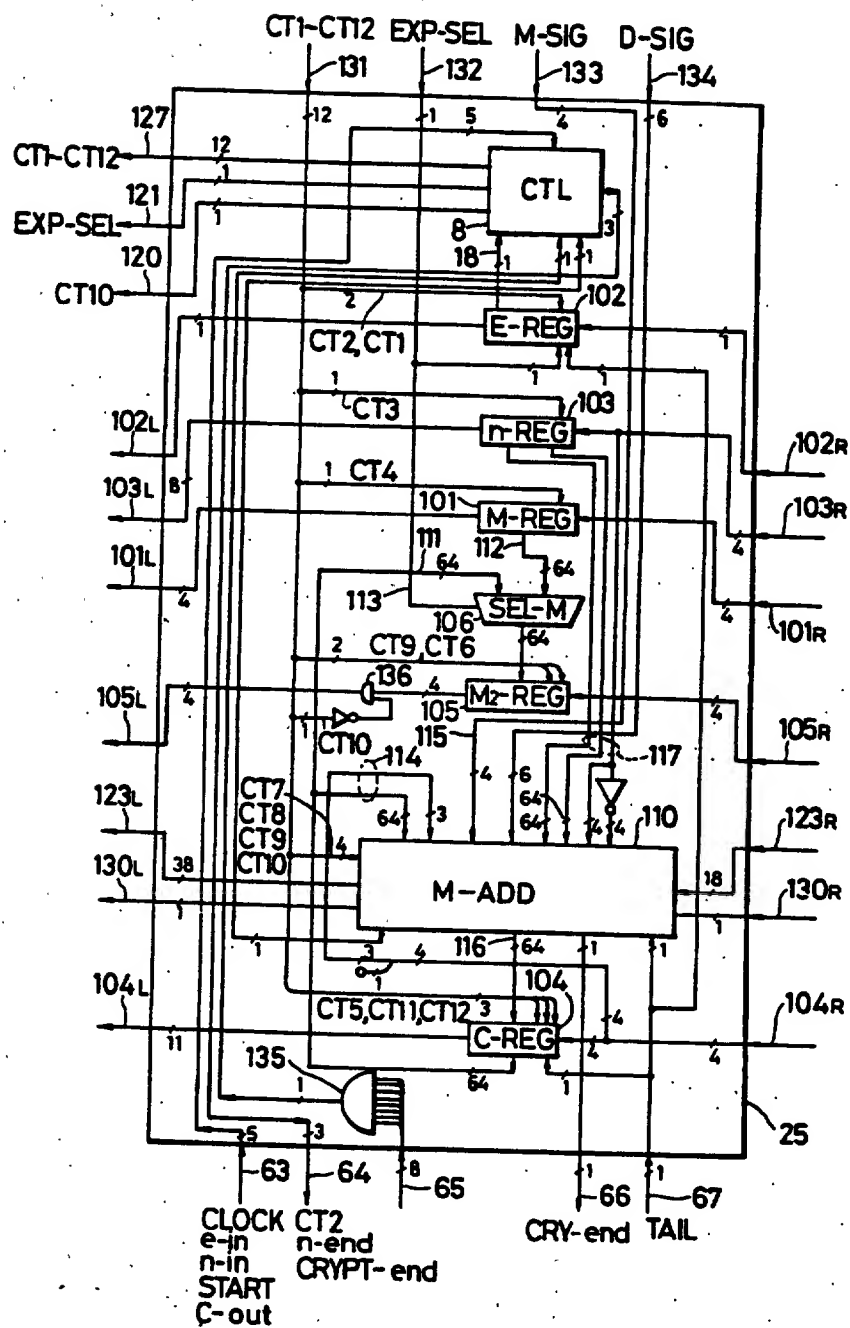 CT1-CT12 EXP-SEL M-SIG D-SIG
131 132 133 134
12 1 4 6
127 5
CT1-CT12 12
121 1
EXP-SEL 1
120
CT10
CTL
8 3
18 1 1 1
2 102
1 E-REG 1
CT2,CT1 1 1
1 103
CT3
102L n-REG
102R
103L 8
1 CT4
101 M-REG
112
103R
4
101L 4
111 64 64
113 SEL-M
106 64
4
101R
2 CT9,CT6
136 4
105L 4
M2-REG
105
4
105R
1 1 CT10
115 117
114
123L
CT7
CT8
CT9
CT10
64 3 4 6 64 64 4 4
110
123R
4
38
M-ADD
18
130L 1
130R
1
1 116 64 1 1
3 4
1
104L
CT5,CT11,CT12 3 104
4
11 C-REG 4 4
104R
135
1
64 1
5 3 8 1 1
25
63 64 65 66 67
CLOCK CT2 CRY-end TAIL
e-in n-end
n-in CRYPT-end
START
C-out